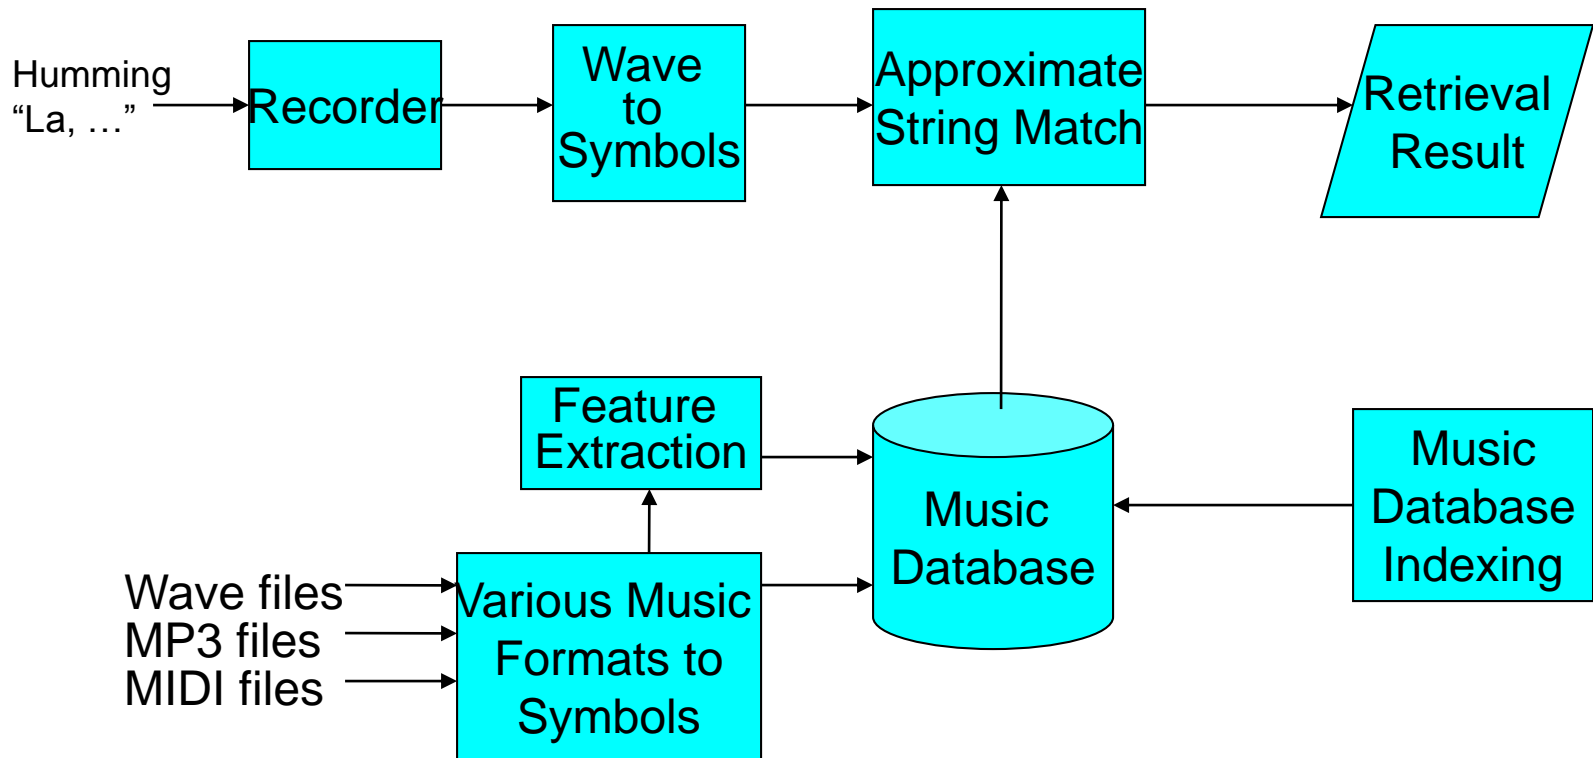 Humming
“La, …”
Recorder
Wave
to
Symbols
Approximate
String Match
Retrieval
Result
Feature
Extraction
Music
Database
Music
Database
Indexing
Wave files
MP3 files
MIDI files
Various Music
Formats to
Symbols